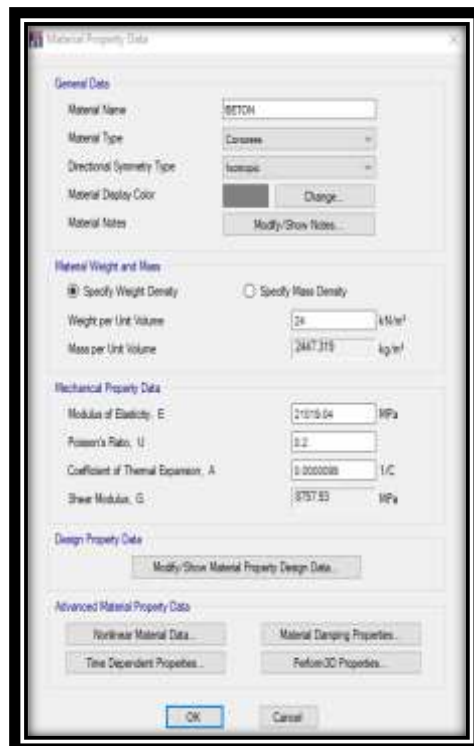 Material Property Data
General Data
Material Name BETON
Material Type Concrete
Directional Symmetry Type Isotropic
Material Display Color Change...
Material Notes Modify/Show Notes...
Material Weight and Mass
Specify Weight Density Specify Mass Density
Weight per Unit Volume 24 kN/m³
Mass per Unit Volume 2447.319 kg/m³
Mechanical Property Data
Modulus of Elasticity, E MPa
Poisson's Ratio, U 0.2
Coefficient of Thermal Expansion, A 0.0000099 1/C
Shear Modulus, G 8757.93 MPa
Design Property Data
Modify/Show Material Property Design Data...
Advanced Material Property Data
Nonlinear Material Data... Material Damping Properties...
Time Dependent Properties... Perform3D Properties...
OK Cancel